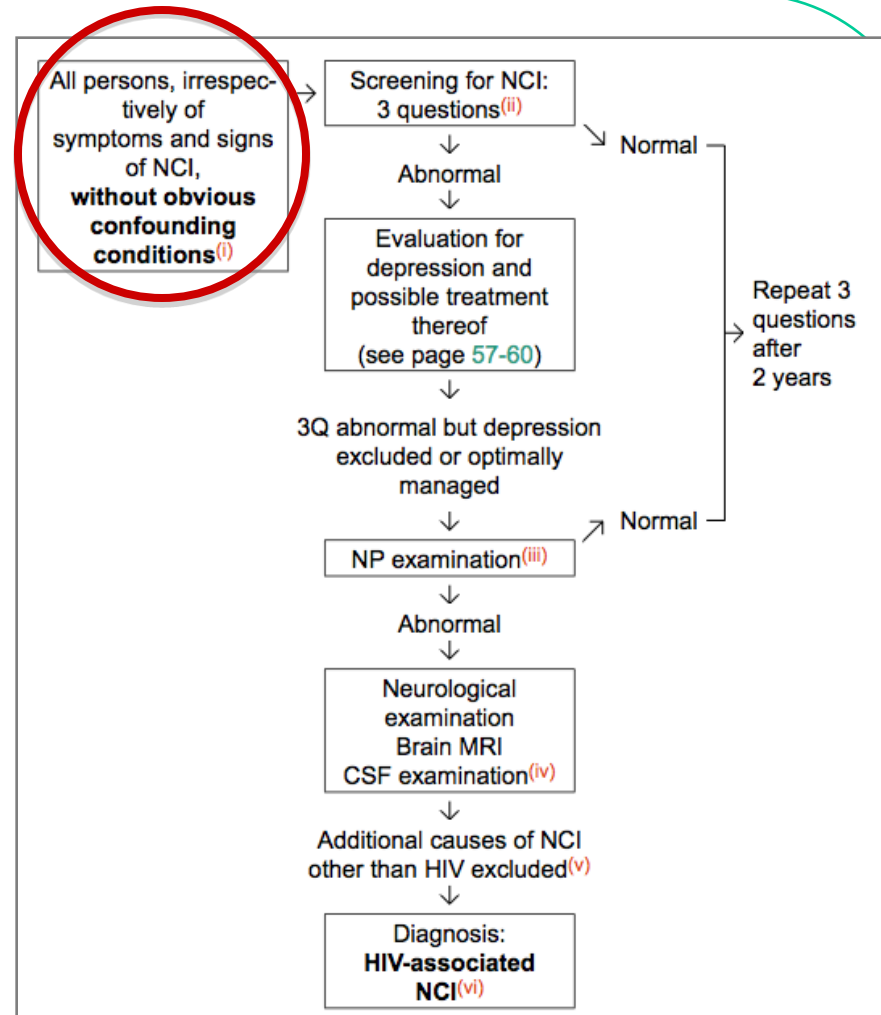 All persons, irrespec-
tively of
symptoms and signs
of NCI,
without obvious
confounding
conditions(i)
Screening for NCI:
3 questions(ii)
Normal
Abnormal
Evaluation for
depression and
possible treatment
thereof
(see page 57-60)
Repeat 3
questions
after
2 years
3Q abnormal but depression
excluded or optimally
managed
Normal
NP examination(iii)
Abnormal
Neurological
examination
Brain MRI
CSF examination(iv)
Additional causes of NCI
other than HIV excluded(v)
Diagnosis:
HIV-associated
NCI(vi)